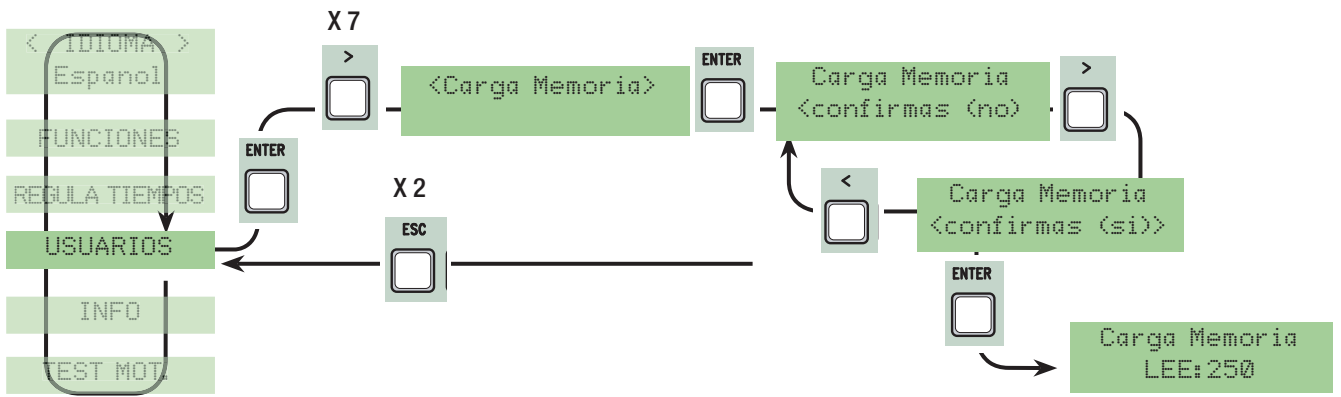 < IDIOMA >
Espanol
FUNCIONES
REGULA TIEMPOS
USUARIOS
INFO
TEST MOT.
ENTER
X 7
>
<Carga Memoria>
ENTER
Carga Memoria
<confirmas (no)
>
X 2
ESC
<
Carga Memoria
<confirmas (si)>
ENTER
Carga Memoria
LEE:250